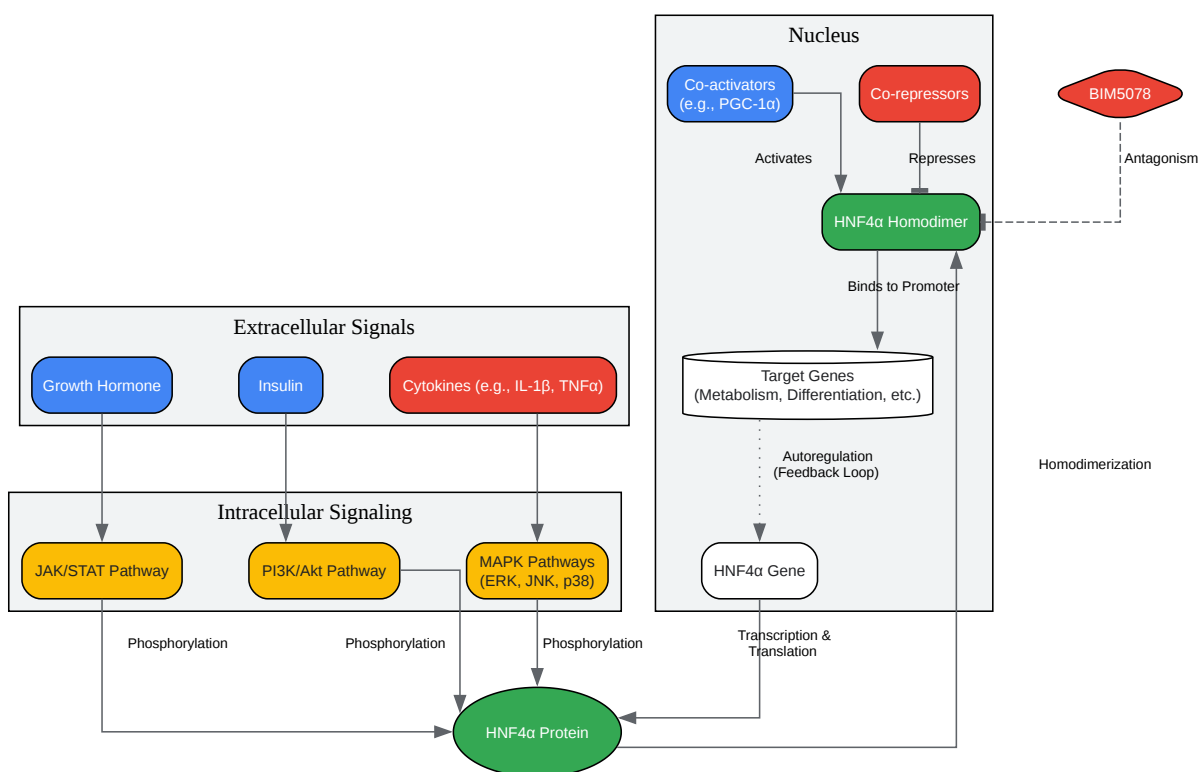 Nucleus
Co-activators
(e.g., PGC-1α)
Co-repressors
BIM5078
Activates
Represses
Antagonism
HNF4α Homodimer
Binds to Promoter
Extracellular Signals
Growth Hormone
Insulin
Cytokines (e.g., IL-1β, TNFα)
Target Genes
(Metabolism, Differentiation, etc.)
Autoregulation
(Feedback Loop)
Homodimerization
Intracellular Signaling
JAK/STAT Pathway
PI3K/Akt Pathway
MAPK Pathways
(ERK, JNK, p38)
HNF4α Gene
Phosphorylation
Phosphorylation
Phosphorylation
Transcription &
Translation
HNF4α Protein